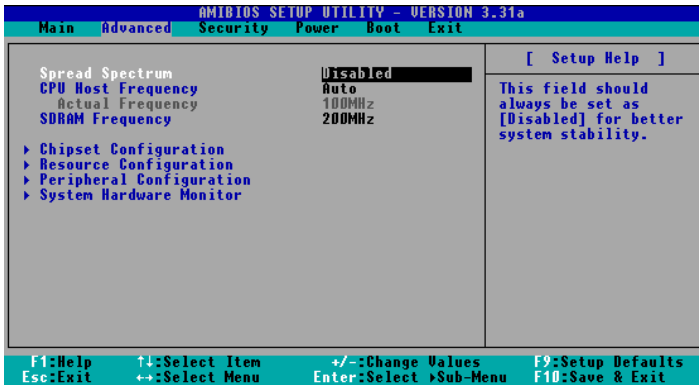 AMIBIOS SETUP UTILITY - VERSION 3.31a
Main Advanced Security Power Boot Exit
[ Setup Help ]
Spread Spectrum Disabled
CPU Host Frequency Auto
Actual Frequency 100MHz
SDRAM Frequency 200MHz
▸ Chipset Configuration
▸ Resource Configuration
▸ Peripheral Configuration
▸ System Hardware Monitor
This field should
always be set as
[Disabled] for better
system stability.
F1:Help ↑↓:Select Item +/-:Change Values F9:Setup Defaults
Esc:Exit ↔:Select Menu Enter:Select ▸Sub-Menu F10:Save & Exit